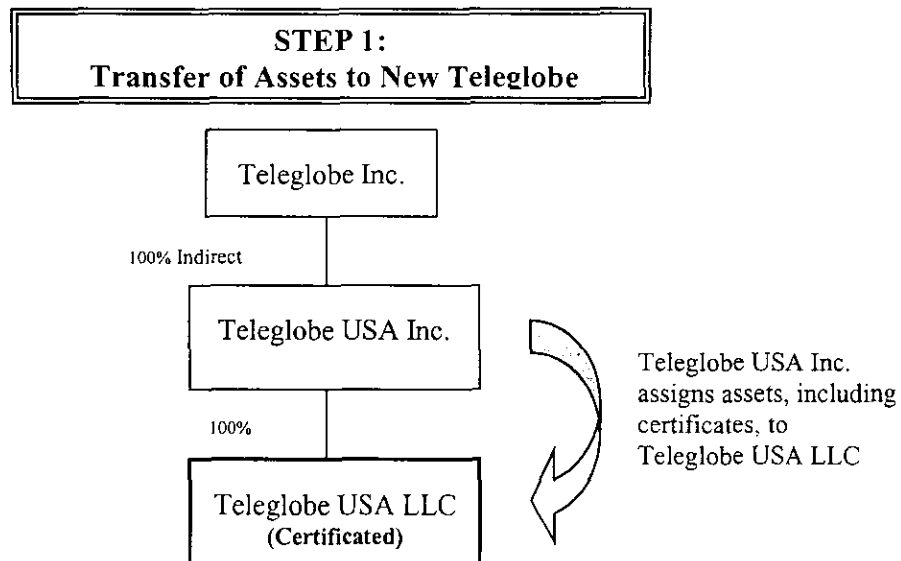 STEP 1:
Transfer of Assets to New Teleglobe
Teleglobe Inc.
100% Indirect
Teleglobe USA Inc.
Teleglobe USA Inc.
assigns assets, including
certificates, to
Teleglobe USA LLC
100%
Teleglobe USA LLC
(Certificated)